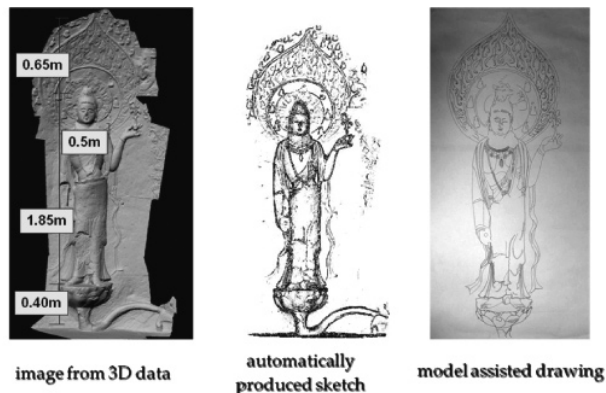 0.65m
0.5m
1.85m
0.40m
image from 3D data
automatically
produced sketch
model assisted drawing